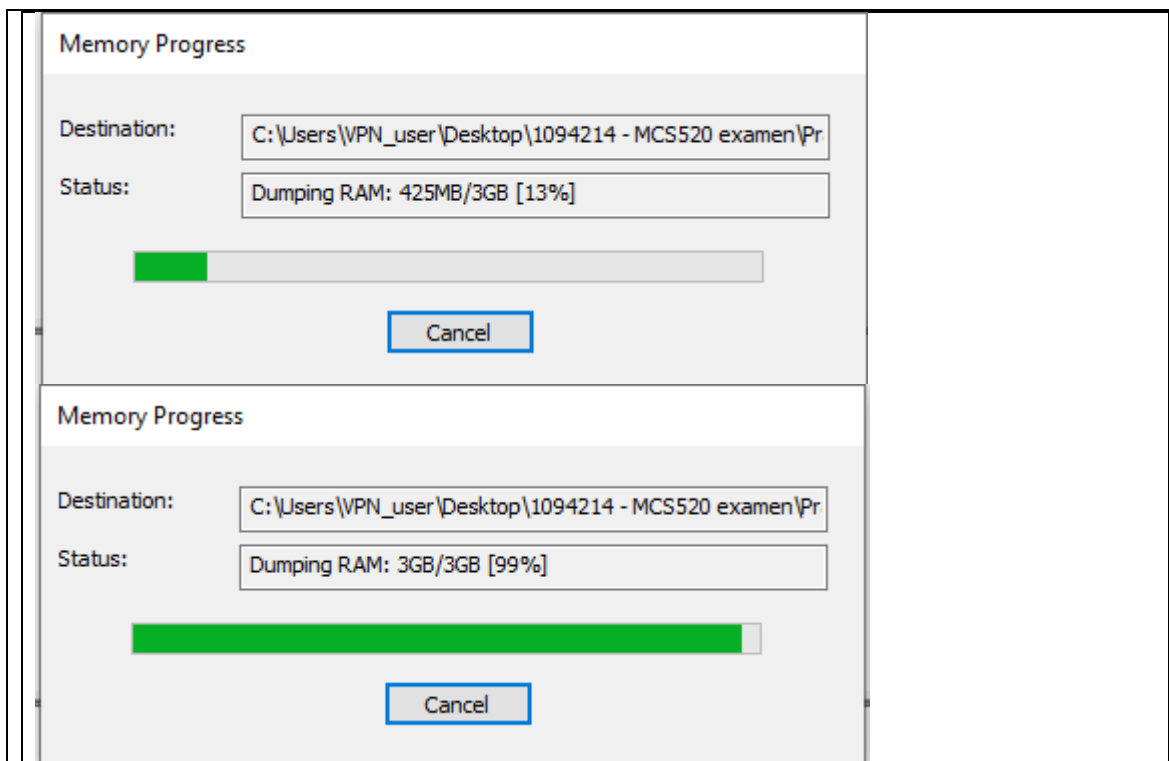 Memory Progress
Destination: C:\Users\VPN_user\Desktop\1094214 - MCS520 examen\Pr
Status: Dumping RAM: 425MB/3GB [13%]
Cancel
Memory Progress
Destination: C:\Users\VPN_user\Desktop\1094214 - MCS520 examen\Pr
Status: Dumping RAM: 3GB/3GB [99%]
Cancel